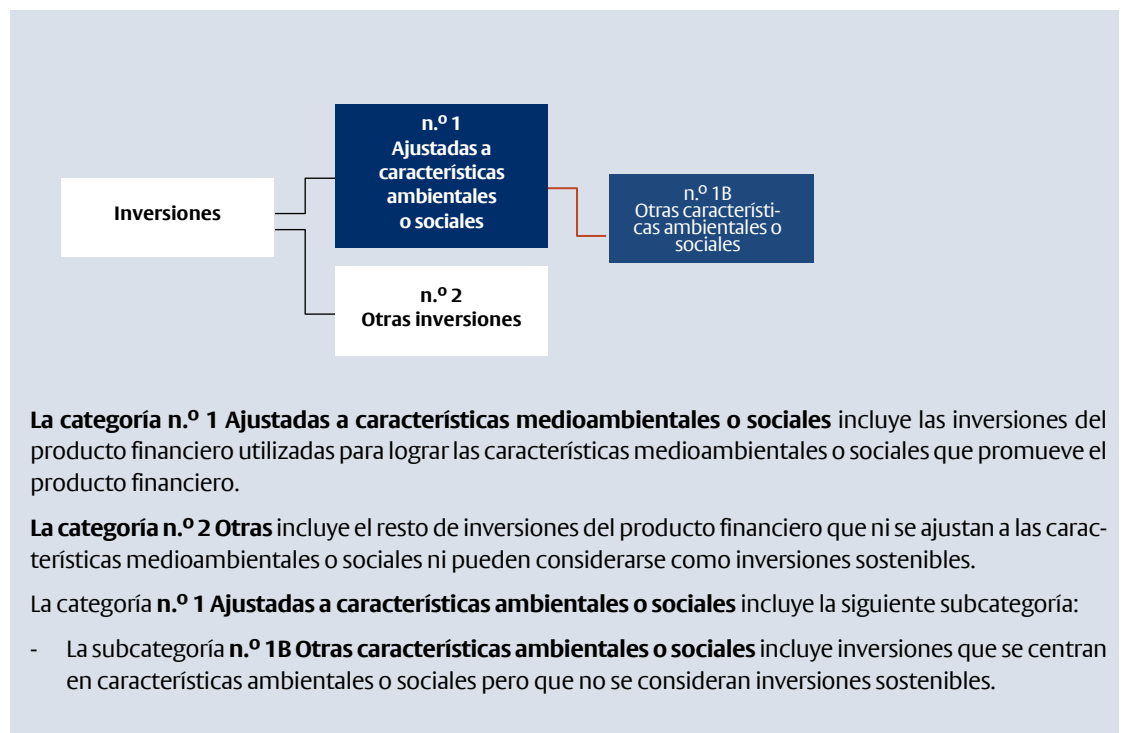 n.º 1
Ajustadas a
características
ambientales
o sociales
Inversiones
n.º 1B
Otras característi-
cas ambientales o
sociales
n.º 2
Otras inversiones
La categoría n.º 1 Ajustadas a características medioambientales o sociales incluye las inversiones del
producto financiero utilizadas para lograr las características medioambientales o sociales que promueve el
producto financiero.
La categoría n.º 2 Otras incluye el resto de inversiones del producto financiero que ni se ajustan a las carac-
terísticas medioambientales o sociales ni pueden considerarse como inversiones sostenibles.
La categoría n.º 1 Ajustadas a características ambientales o sociales incluye la siguiente subcategoría:
- La subcategoría n.º 1B Otras características ambientales o sociales incluye inversiones que se centran
en características ambientales o sociales pero que no se consideran inversiones sostenibles.